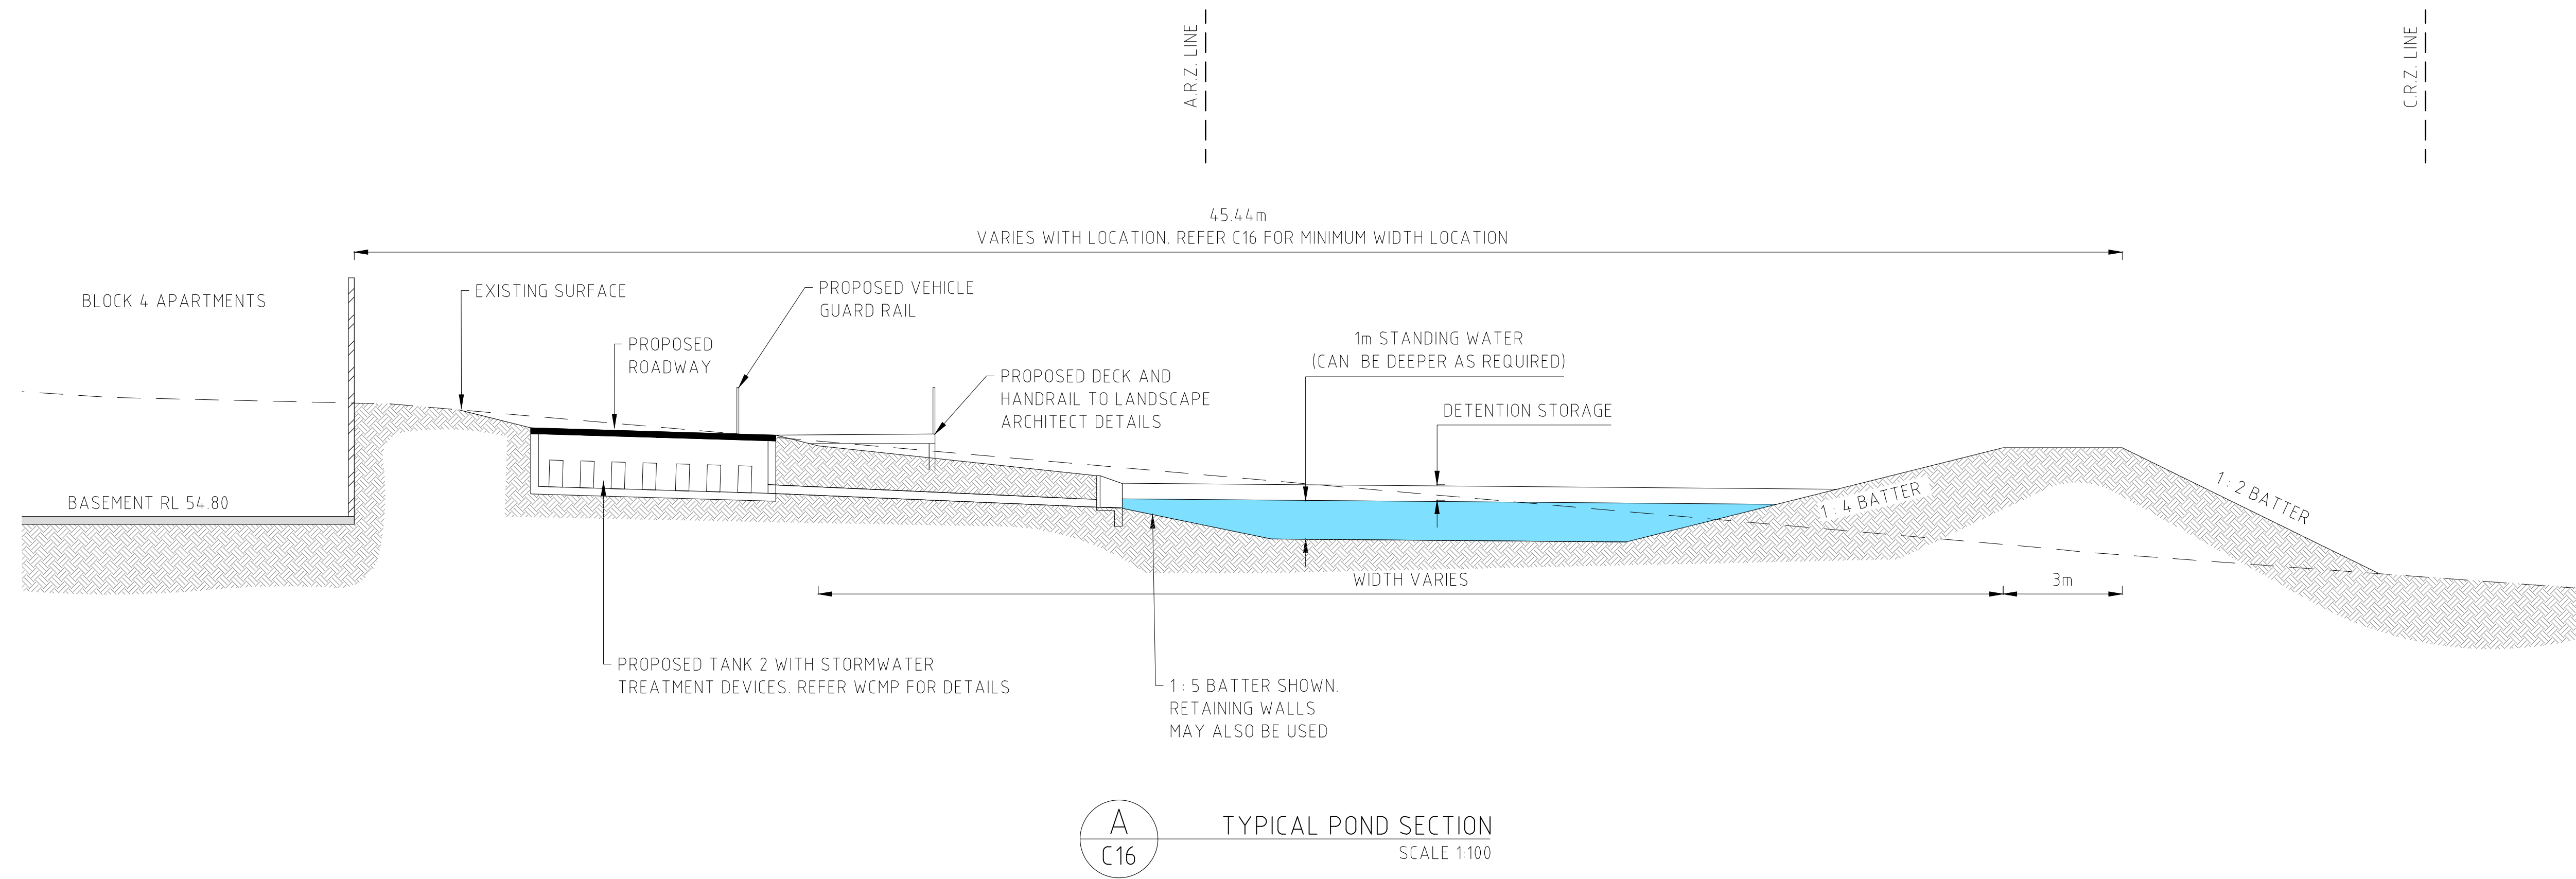 A.R.Z. LINE
C.R.Z. LINE
45.44m
VARIES WITH LOCATION. REFER C16 FOR MINIMUM WIDTH LOCATION
BLOCK 4 APARTMENTS
EXISTING SURFACE
PROPOSED VEHICLE
GUARD RAIL
PROPOSED
ROADWAY
PROPOSED DECK AND
HANDRAIL TO LANDSCAPE
ARCHITECT DETAILS
1m STANDING WATER
(CAN BE DEEPER AS REQUIRED)
DETENTION STORAGE
BASEMENT RL 54.80
1 : 4 BATTER
1 : 2 BATTER
WIDTH VARIES
3m
PROPOSED TANK 2 WITH STORMWATER
TREATMENT DEVICES. REFER WCMP FOR DETAILS
1 : 5 BATTER SHOWN.
RETAINING WALLS
MAY ALSO BE USED
A
C16
TYPICAL POND SECTION
SCALE 1:100